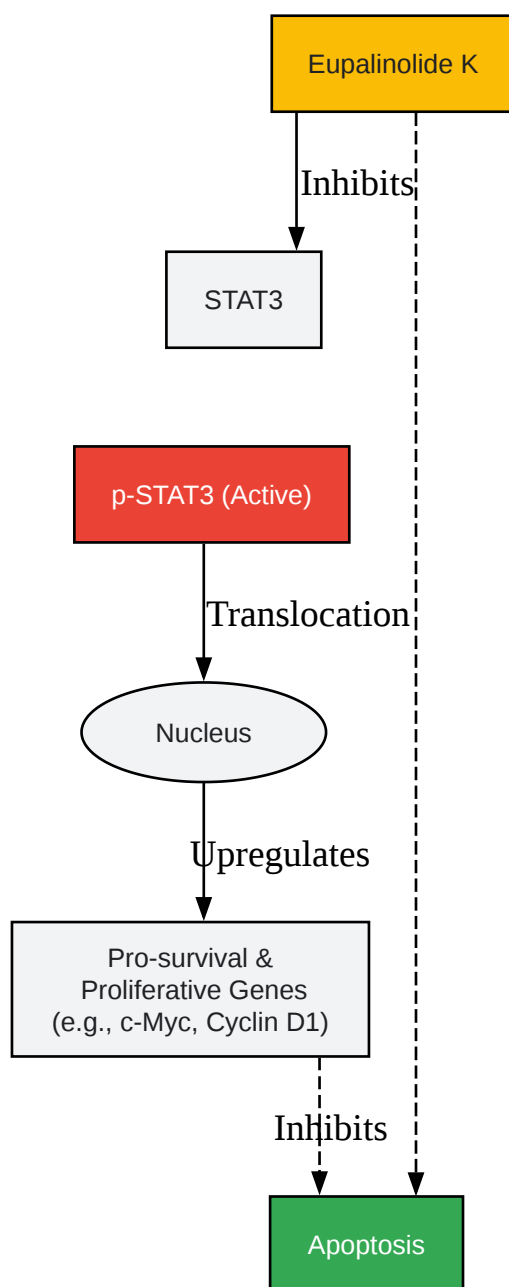 Eupalinolide K
Inhibits
STAT3
p-STAT3 (Active)
Translocation
Nucleus
Upregulates
Pro-survival &
Proliferative Genes
(e.g., c-Myc, Cyclin D1)
Inhibits
Apoptosis